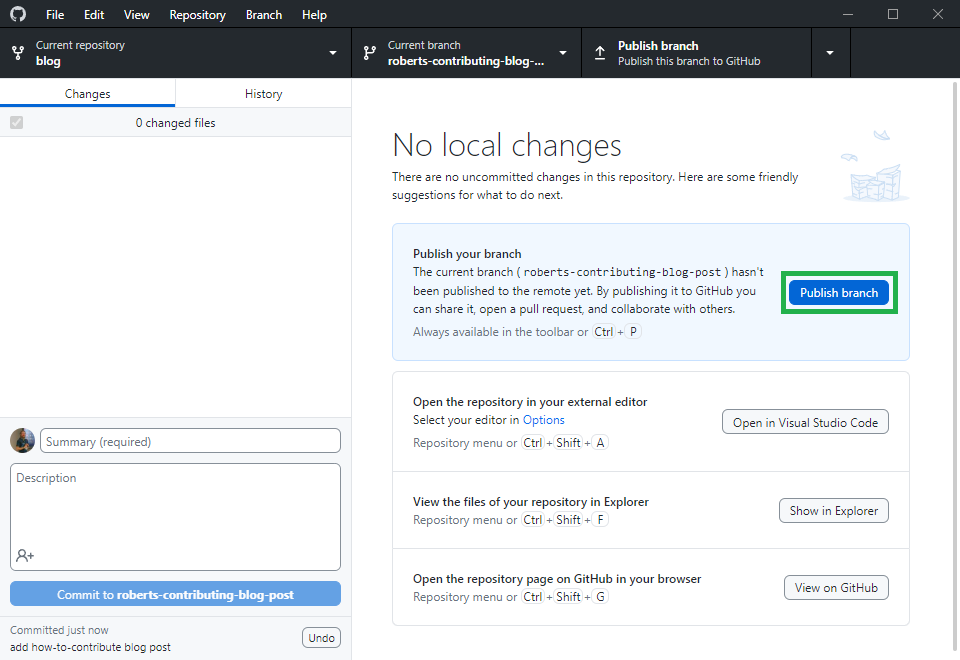 File Edit View Repository Branch Help
Current repository
blog
Current branch
roberts-contributing-blog-...
Publish branch
Publish this branch to GitHub
Changes
History
0 changed files
No local changes
There are no uncommitted changes in this repository. Here are some friendly
suggestions for what to do next.
Publish your branch
The current branch ( roberts-contributing-blog-post ) hasn't
been published to the remote yet. By publishing it to GitHub you
can share it, open a pull request, and collaborate with others.
Always available in the toolbar or Ctrl + P
Publish branch
Open the repository in your external editor
Select your editor in Options
Repository menu or Ctrl + Shift + A
Open in Visual Studio Code
View the files of your repository in Explorer
Repository menu or Ctrl + Shift + F
Show in Explorer
Open the repository page on GitHub in your browser
Repository menu or Ctrl + Shift + G
View on GitHub
Summary (required)
Description
Commit to roberts-contributing-blog-post
Committed just now
add how-to-contribute blog post
Undo